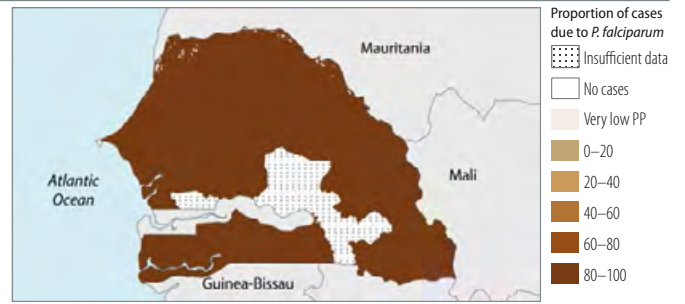 Proportion of cases
due to P. falciparum
Insufficient data
No cases
Very low PP
0–20
20–40
40–60
60–80
80–100
Mauritania
Mali
Atlantic
Ocean
Guinea-Bissau